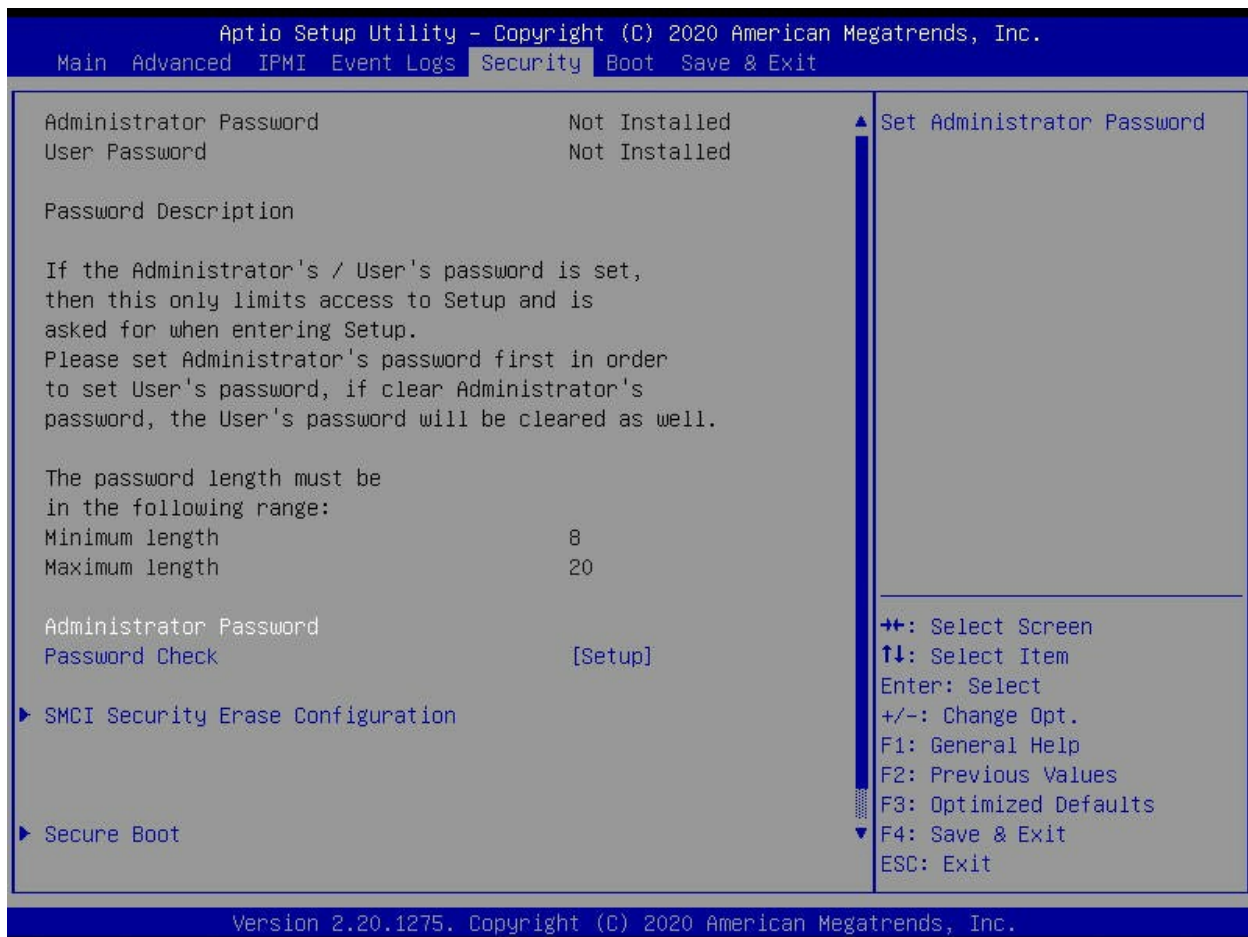 Aptio Setup Utility – Copyright (C) 2020 American Megatrends, Inc.
Main Advanced IPMI Event Logs Security Boot Save & Exit
Administrator Password Not Installed
User Password Not Installed
Password Description
If the Administrator's / User's password is set,
then this only limits access to Setup and is
asked for when entering Setup.
Please set Administrator's password first in order
to set User's password, if clear Administrator's
password, the User's password will be cleared as well.
The password length must be
in the following range:
Minimum length 8
Maximum length 20
Administrator Password
Password Check [Setup]
SMCI Security Erase Configuration
Secure Boot
Set Administrator Password
→←: Select Screen
↑↓: Select Item
Enter: Select
+/-: Change Opt.
F1: General Help
F2: Previous Values
F3: Optimized Defaults
F4: Save & Exit
ESC: Exit
Version 2.20.1275. Copyright (C) 2020 American Megatrends, Inc.